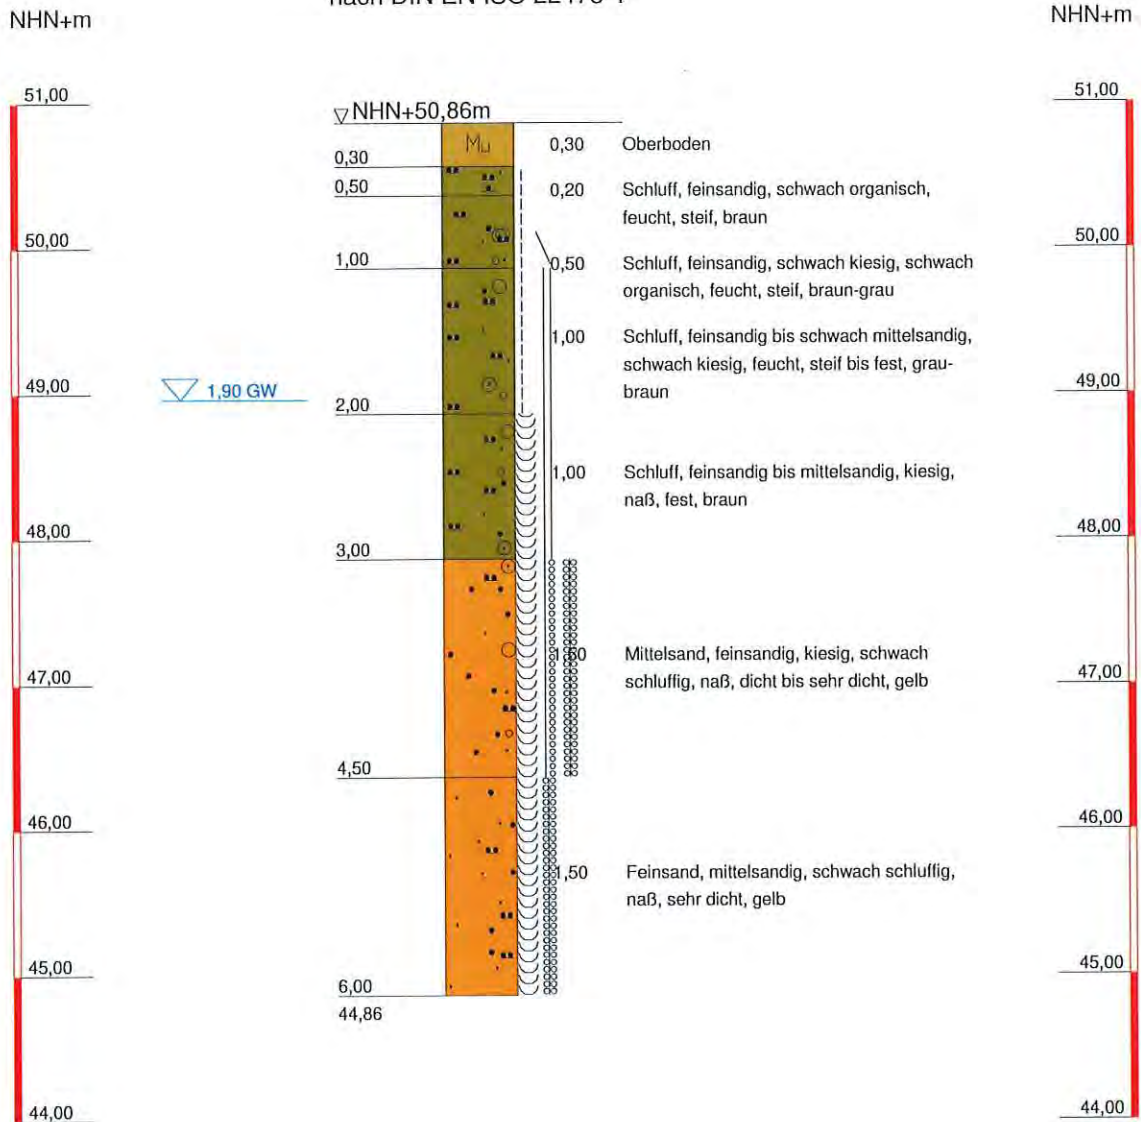 nach DIN EN ISO 22475-1
NHN+m
NHN+m
51,00
51,00
NHN+50,86m
Mu
0,30
Oberboden
0,30
0,50
0,20
Schluff, feinsandig, schwach organisch,
feucht, steif, braun
50,00
50,00
1,00
0,50
Schluff, feinsandig, schwach kiesig, schwach
organisch, feucht, steif, braun-grau
1,00
Schluff, feinsandig bis schwach mittelsandig,
schwach kiesig, feucht, steif bis fest, grau-
braun
49,00
49,00
1,90 GW
2,00
1,00
Schluff, feinsandig bis mittelsandig, kiesig,
naß, fest, braun
48,00
48,00
3,00
1,50
Mittelsand, feinsandig, kiesig, schwach
schluffig, naß, dicht bis sehr dicht, gelb
47,00
47,00
4,50
46,00
46,00
1,50
Feinsand, mittelsandig, schwach schluffig,
naß, sehr dicht, gelb
45,00
45,00
6,00
44,86
44,00
44,00